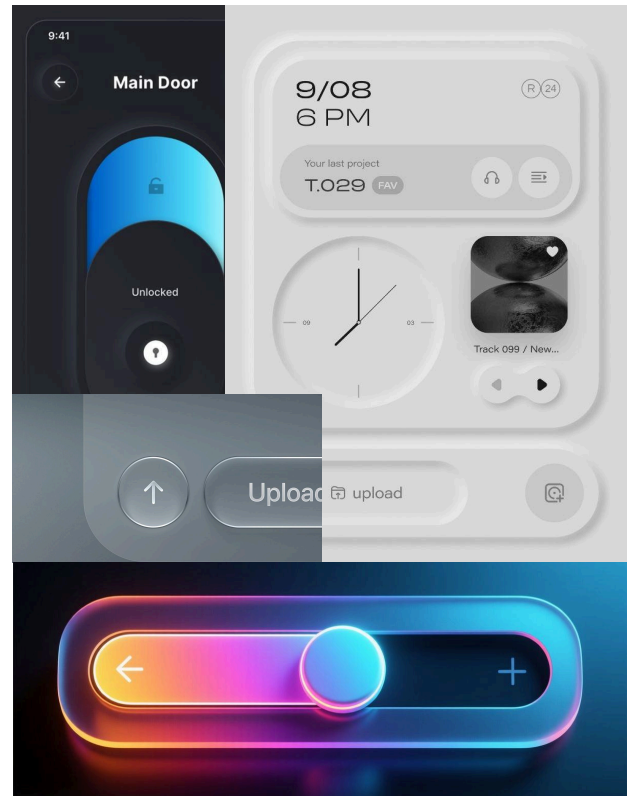 9:41
Main Door
Unlocked
9/08
6 PM
R 24
Your last project
T.029 FAV
09
03
Track 099 / New...
Upload
upload